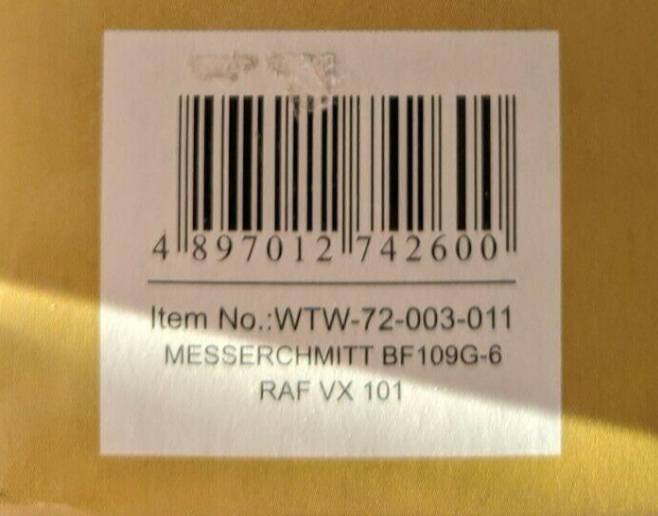 4 897012 742600
Item No.:WTW-72-003-011
MESSERCHMITT BF109G-6
RAF VX 101